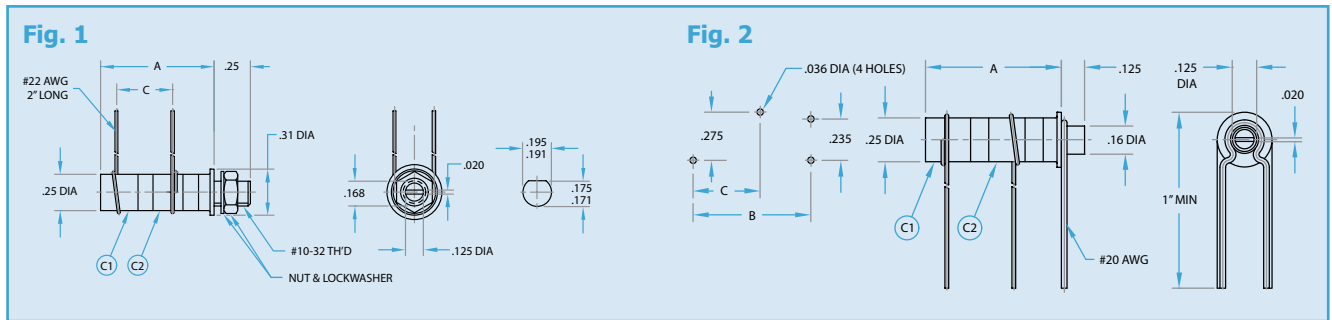 Fig. 1
A
.25
#22 AWG
2" LONG
C
.31 DIA
.25 DIA
C1
C2
#10-32 TH'D
NUT & LOCKWASHER
.020
.168
.125 DIA
.195
.191
.175
.171
Fig. 2
.036 DIA (4 HOLES)
.275
.235
C
B
A
.125
.25 DIA
.16 DIA
C1
C2
#20 AWG
.125
DIA
.020
1" MIN